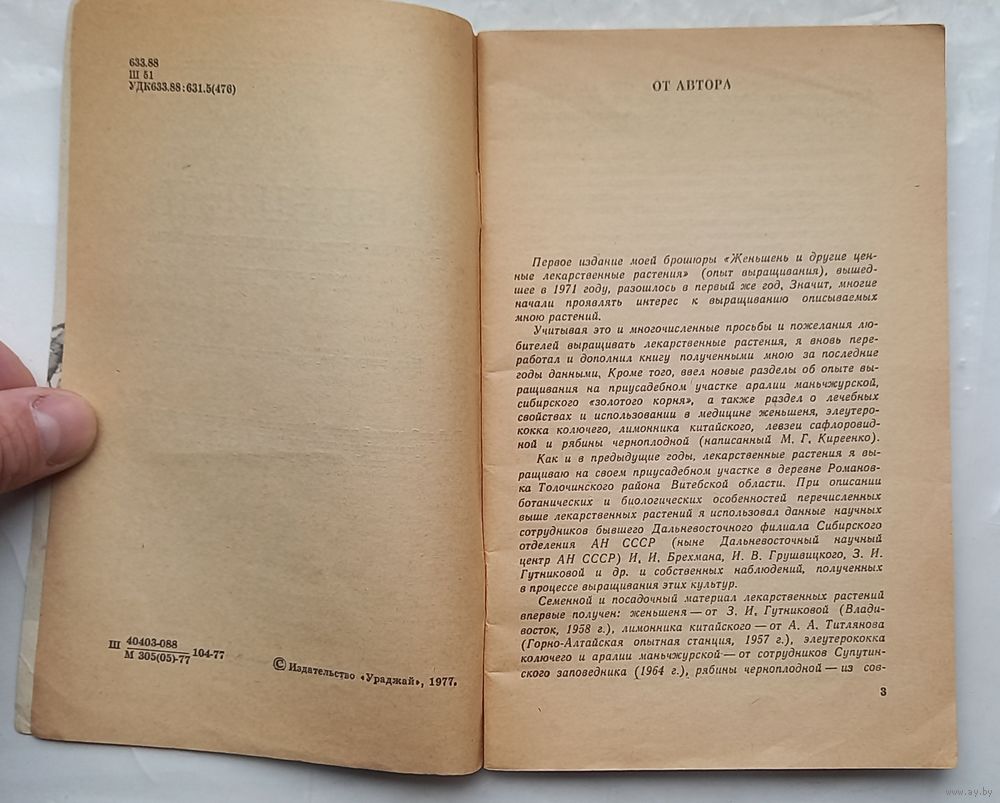 633.88
Ш 51
УДК633.88:631.5(476)
Ш 40403-088 104-77
М 305(05)-77
© Издательство «Ураджай», 1977.
ОТ АВТОРА
Первое издание моей брошюры «Женьшень и другие цен-
ные лекарственные растения» (опыт выращивания), вышед-
шее в 1971 году, разошлось в первый же год. Значит, многие
начали проявлять интерес к выращиванию описываемых
мною растений.
Учитывая это и многочисленные просьбы и пожелания лю-
бителей выращивать лекарственные растения, я вновь пере-
работал и дополнил книгу полученными мною за последние
годы данными. Кроме того, ввел новые разделы об опыте вы-
ращивания на приусадебном участке аралии маньчжурской,
сибирского «золотого корня», а также раздел о лечебных
свойствах и использовании в медицине женьшеня, элеутеро-
кокка колючего, лимонника китайского, левзеи сафлоровид-
ной и рябины черноплодной (написанный М. Г. Киреенко).
Как и в предыдущие годы, лекарственные растения я вы-
ращиваю на своем приусадебном участке в деревне Романов-
ка Толочинского района Витебской области. При описании
ботанических и биологических особенностей перечисленных
выше лекарственных растений я использовал данные научных
сотрудников бывшего Дальневосточного филиала Сибирского
отделения АН СССР (ныне Дальневосточный научный
центр АН СССР) И. И. Брехмана, И. В. Грушвицкого, З. И.
Гутниковой и др. и собственных наблюдений, полученных
в процессе выращивания этих культур.
Семенной и посадочный материал лекарственных растений
впервые получен: женьшеня — от З. И. Гутниковой (Влади-
восток, 1958 г.), лимонника китайского — от А. А. Титлянова
(Горно-Алтайская опытная станция, 1957 г.), элеутерококка
колючего и аралии маньчжурской — от сотрудников Супутин-
ского заповедника (1964 г.), рябины черноплодной — из сов-
3
www.ay.by